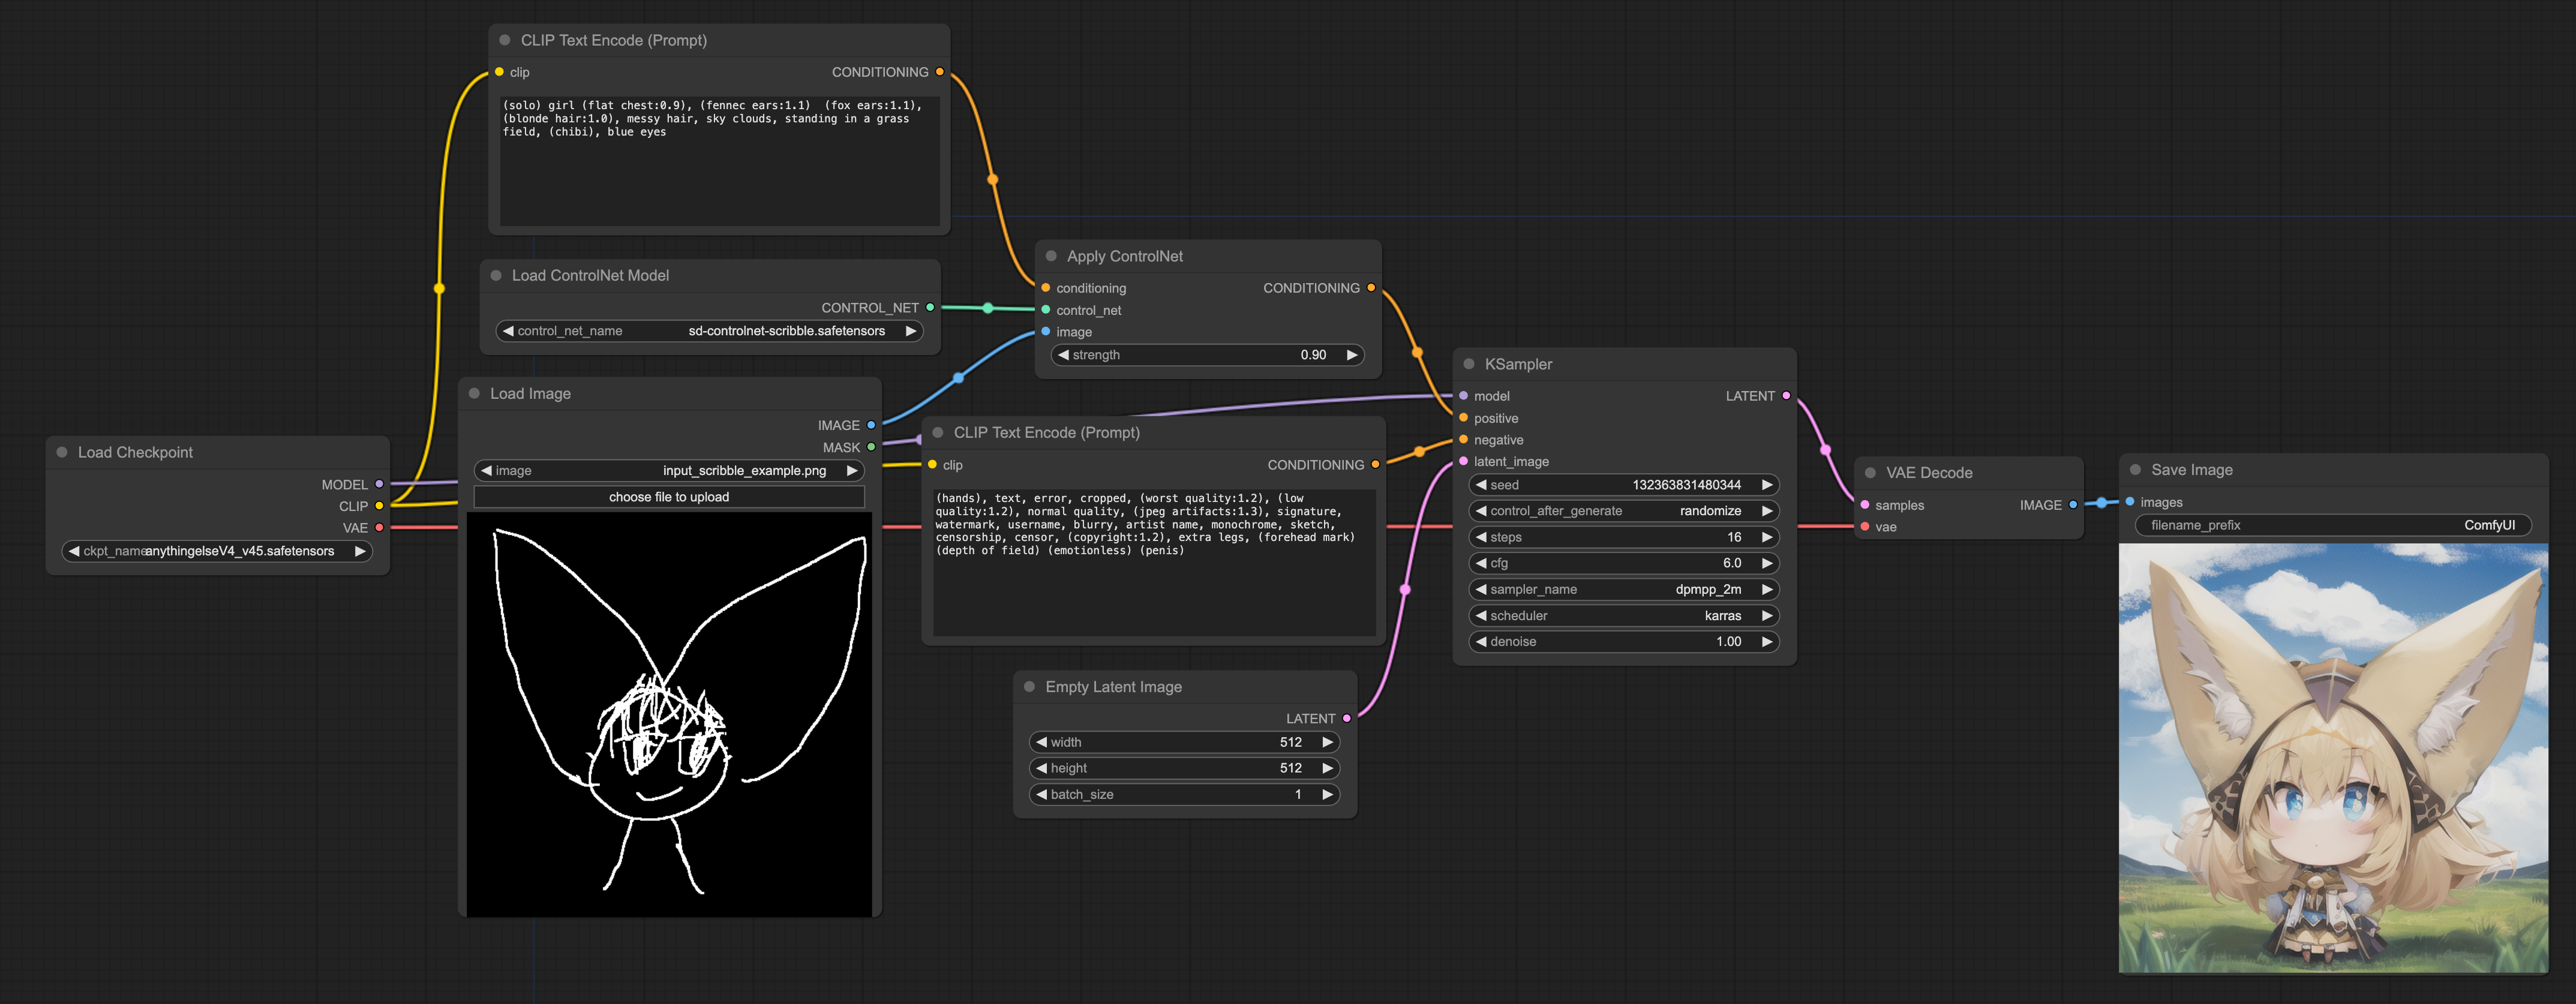 CLIP Text Encode (Prompt)
clip CONDITIONING
(solo) girl (flat chest:0.9), (fennec ears:1.1)  (fox ears:1.1),
(blonde hair:1.0), messy hair, sky clouds, standing in a grass
field, (chibi), blue eyes
Load ControlNet Model
CONTROL_NET
control_net_name sd-controlnet-scribble.safetensors
Apply ControlNet
conditioning CONDITIONING
control_net
image
strength 0.90
Load Checkpoint
MODEL
CLIP
VAE
ckpt_name anythingelseV4_v45.safetensors
Load Image
IMAGE
MASK
image input_scribble_example.png
choose file to upload
CLIP Text Encode (Prompt)
clip CONDITIONING
(hands), text, error, cropped, (worst quality:1.2), (low
quality:1.2), normal quality, (jpeg artifacts:1.3), signature,
watermark, username, blurry, artist name, monochrome, sketch,
censorship, censor, (copyright:1.2), extra legs, (forehead mark)
(depth of field) (emotionless) (penis)
Empty Latent Image
LATENT
width 512
height 512
batch_size 1
KSampler
model LATENT
positive
negative
latent_image
seed 132363831480344
control_after_generate randomize
steps 16
cfg 6.0
sampler_name dpmpp_2m
scheduler karras
denoise 1.00
VAE Decode
samples IMAGE
vae
Save Image
images
filename_prefix ComfyUI